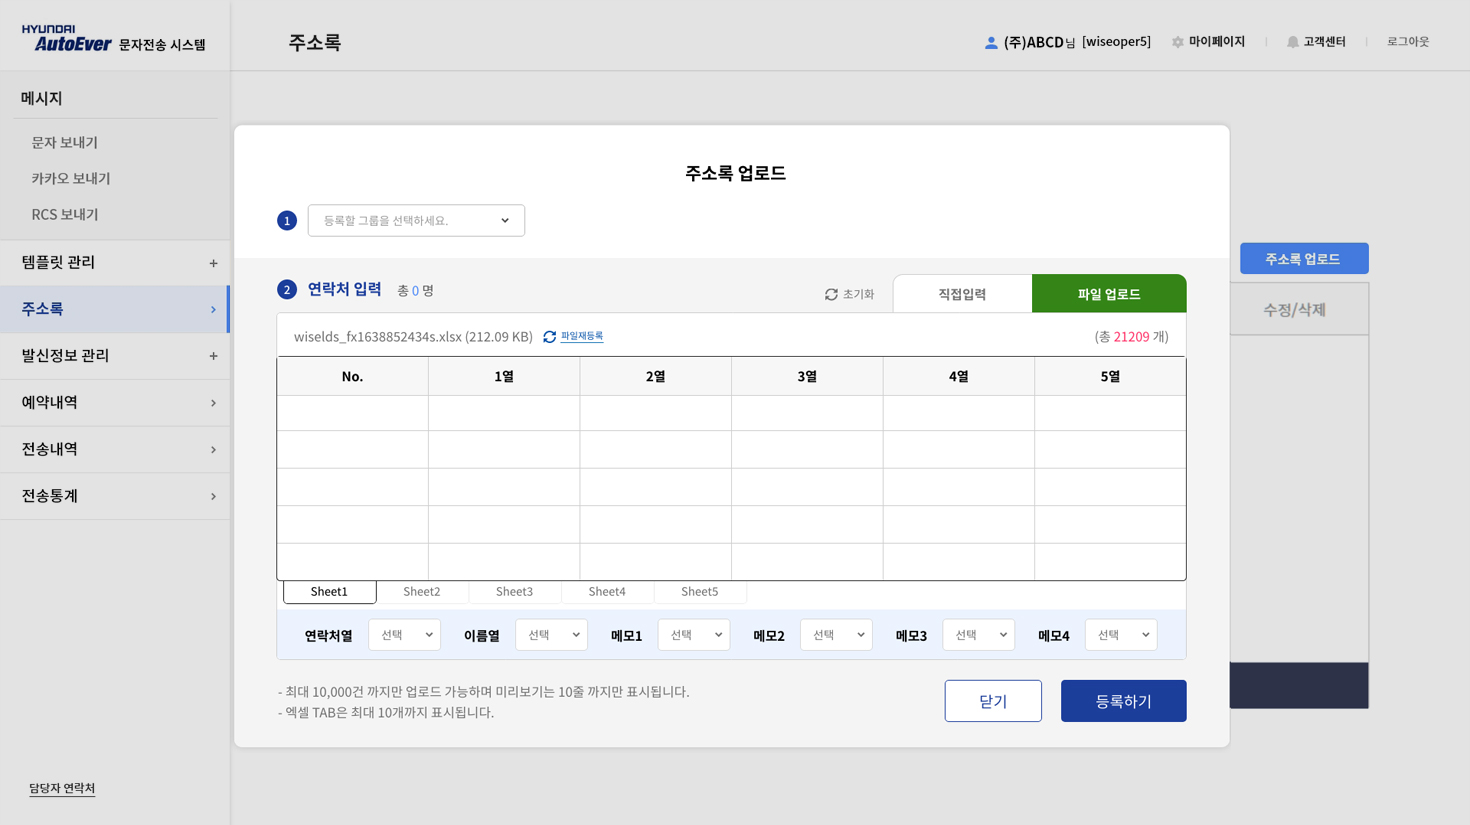 HYUNDAI
AutoEver 문자전송 시스템
주소록
(주)ABCD님 [wiseoper5]
마이페이지
고객센터
로그아웃
메시지
문자 보내기
카카오 보내기
RCS 보내기
템플릿 관리
주소록
발신정보 관리
예약내역
전송내역
전송통계
담당자 연락처
주소록 업로드
1 등록할 그룹을 선택하세요.
2 연락처 입력 총 0 명
초기화
직접입력
파일 업로드
wiselds_fx1638852434s.xlsx (212.09 KB) 파일재등록
(총 21209 개)
No. 1열 2열 3열 4열 5열
Sheet1 Sheet2 Sheet3 Sheet4 Sheet5
연락처열 선택 이름열 선택 메모1 선택 메모2 선택 메모3 선택 메모4 선택
- 최대 10,000건 까지만 업로드 가능하며 미리보기는 10줄 까지만 표시됩니다.
- 엑셀 TAB은 최대 10개까지 표시됩니다.
닫기
등록하기
주소록 업로드
수정/삭제